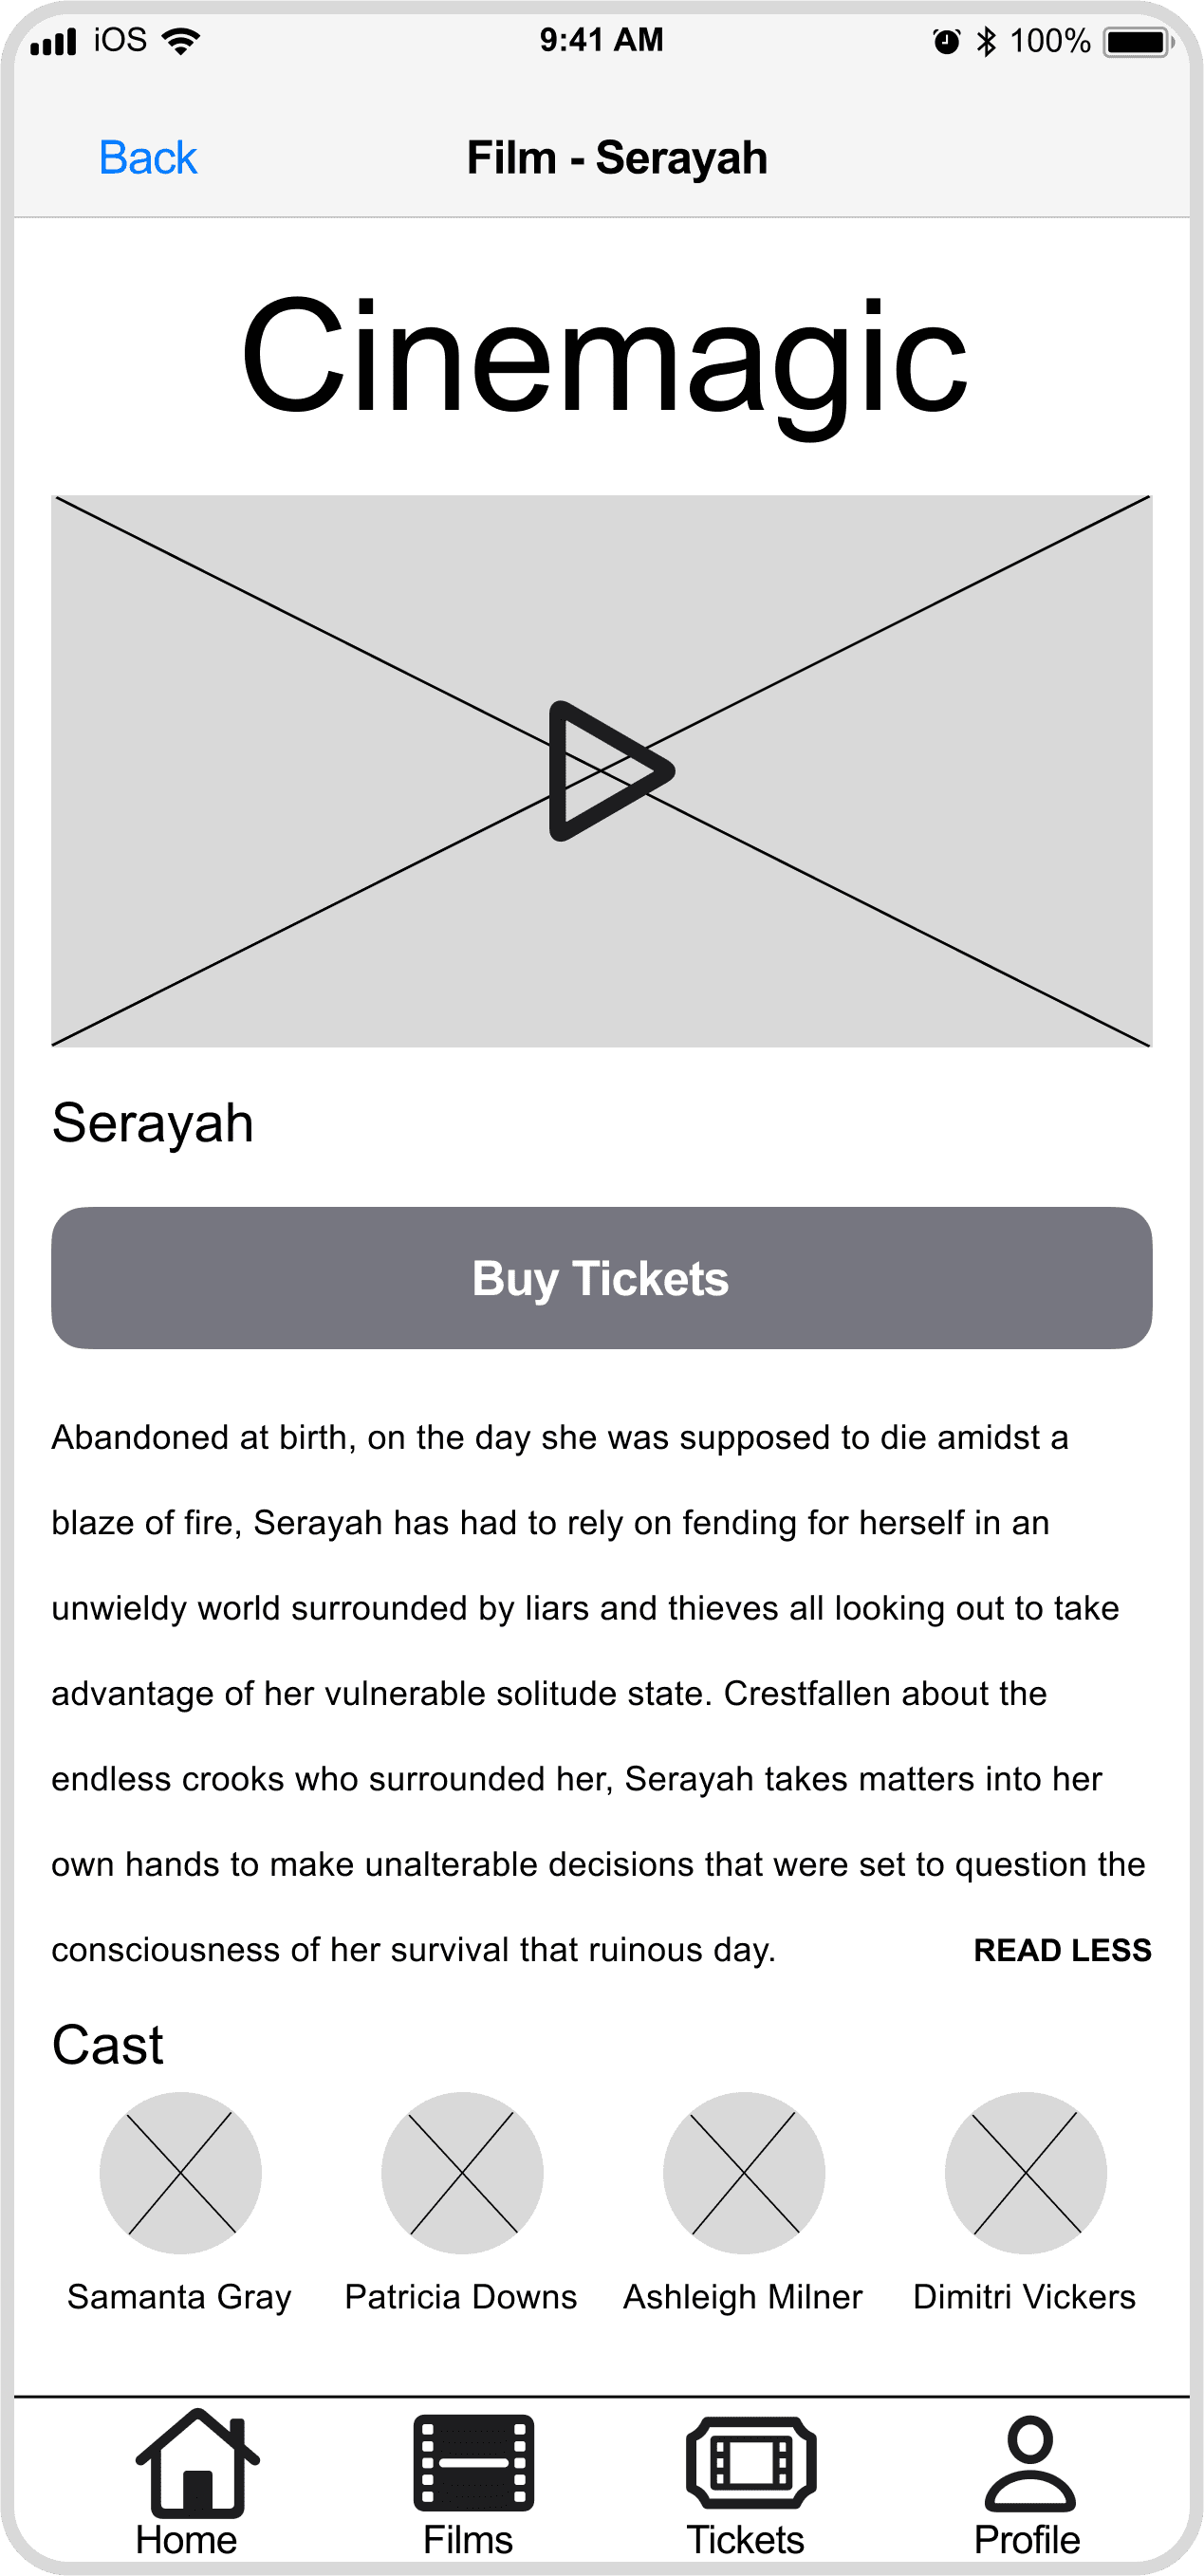 iOS 9:41 AM 100%
Back Film - Serayah
Cinemagic
Serayah
Buy Tickets
Abandoned at birth, on the day she was supposed to die amidst a
blaze of fire, Serayah has had to rely on fending for herself in an
unwieldy world surrounded by liars and thieves all looking out to take
advantage of her vulnerable solitude state. Crestfallen about the
endless crooks who surrounded her, Serayah takes matters into her
own hands to make unalterable decisions that were set to question the
consciousness of her survival that ruinous day. READ LESS
Cast
Samanta Gray Patricia Downs Ashleigh Milner Dimitri Vickers
Home Films Tickets Profile